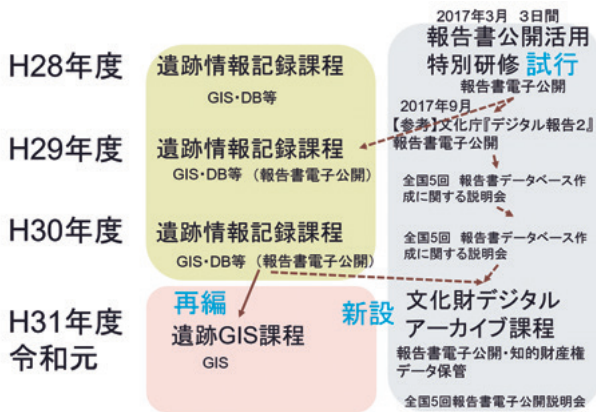 2017年3月 3日間
報告書公開活用
特別研修 試行
報告書電子公開
H28年度
遺跡情報記録課程
GIS・DB等
2017年9月
【参考】文化庁『デジタル報告2』
報告書電子公開
H29年度
遺跡情報記録課程
GIS・DB等 (報告書電子公開)
全国5回 報告書データベース作
成に関する説明会
H30年度
遺跡情報記録課程
GIS・DB等 (報告書電子公開)
全国5回 報告書データベース作
成に関する説明会
H31年度
令和元
再編
遺跡GIS課程
GIS
新設
文化財デジタル
アーカイブ課程
報告書電子公開・知的財産権
データ保管
全国5回報告書電子公開説明会